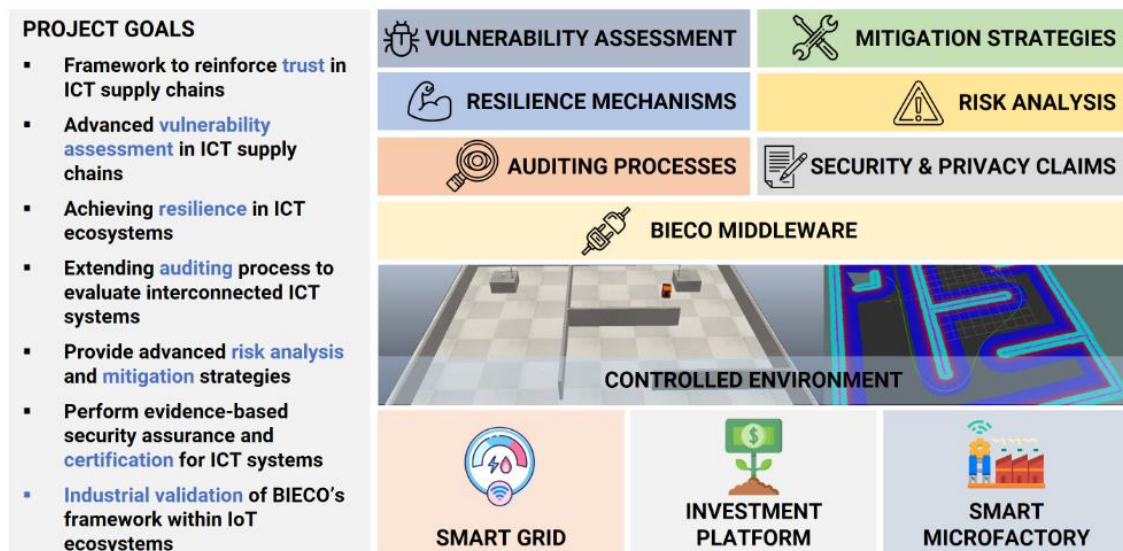 PROJECT GOALS
▪ Framework to reinforce trust in
ICT supply chains
▪ Advanced vulnerability
assessment in ICT supply
chains
▪ Achieving resilience in ICT
ecosystems
▪ Extending auditing process to
evaluate interconnected ICT
systems
▪ Provide advanced risk analysis
and mitigation strategies
▪ Perform evidence-based
security assurance and
certification for ICT systems
▪ Industrial validation of BIECO's
framework within IoT
ecosystems
VULNERABILITY ASSESSMENT
MITIGATION STRATEGIES
RESILIENCE MECHANISMS
RISK ANALYSIS
AUDITING PROCESSES
SECURITY & PRIVACY CLAIMS
BIECO MIDDLEWARE
CONTROLLED ENVIRONMENT
SMART GRID
INVESTMENT
PLATFORM
SMART
MICROFACTORY